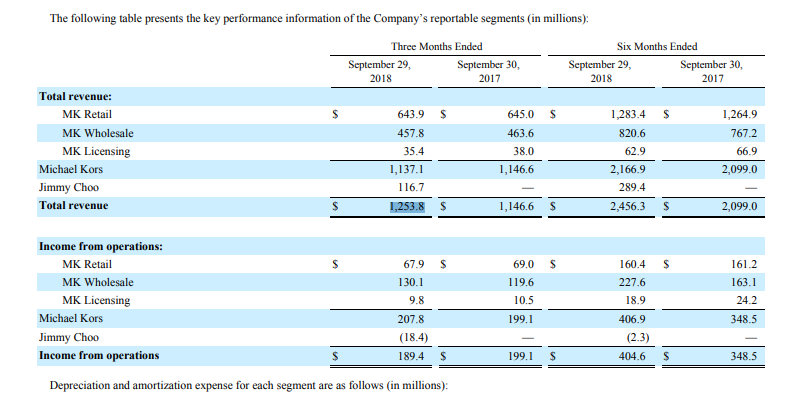 The following table presents the key performance information of the Company’s reportable segments (in millions):
Three Months Ended Six Months Ended
September 29, September 30, September 29, September 30,
2018 2017 2018 2017
Total revenue:
MK Retail $ 643.9 $ 645.0 $ 1,283.4 $ 1,264.9
MK Wholesale 457.8 463.6 820.6 767.2
MK Licensing 35.4 38.0 62.9 66.9
Michael Kors 1,137.1 1,146.6 2,166.9 2,099.0
Jimmy Choo 116.7 — 289.4 —
Total revenue $ 1,253.8 $ 1,146.6 $ 2,456.3 $ 2,099.0
Income from operations:
MK Retail $ 67.9 $ 69.0 $ 160.4 $ 161.2
MK Wholesale 130.1 119.6 227.6 163.1
MK Licensing 9.8 10.5 18.9 24.2
Michael Kors 207.8 199.1 406.9 348.5
Jimmy Choo (18.4) — (2.3) —
Income from operations $ 189.4 $ 199.1 $ 404.6 $ 348.5
Depreciation and amortization expense for each segment are as follows (in millions):